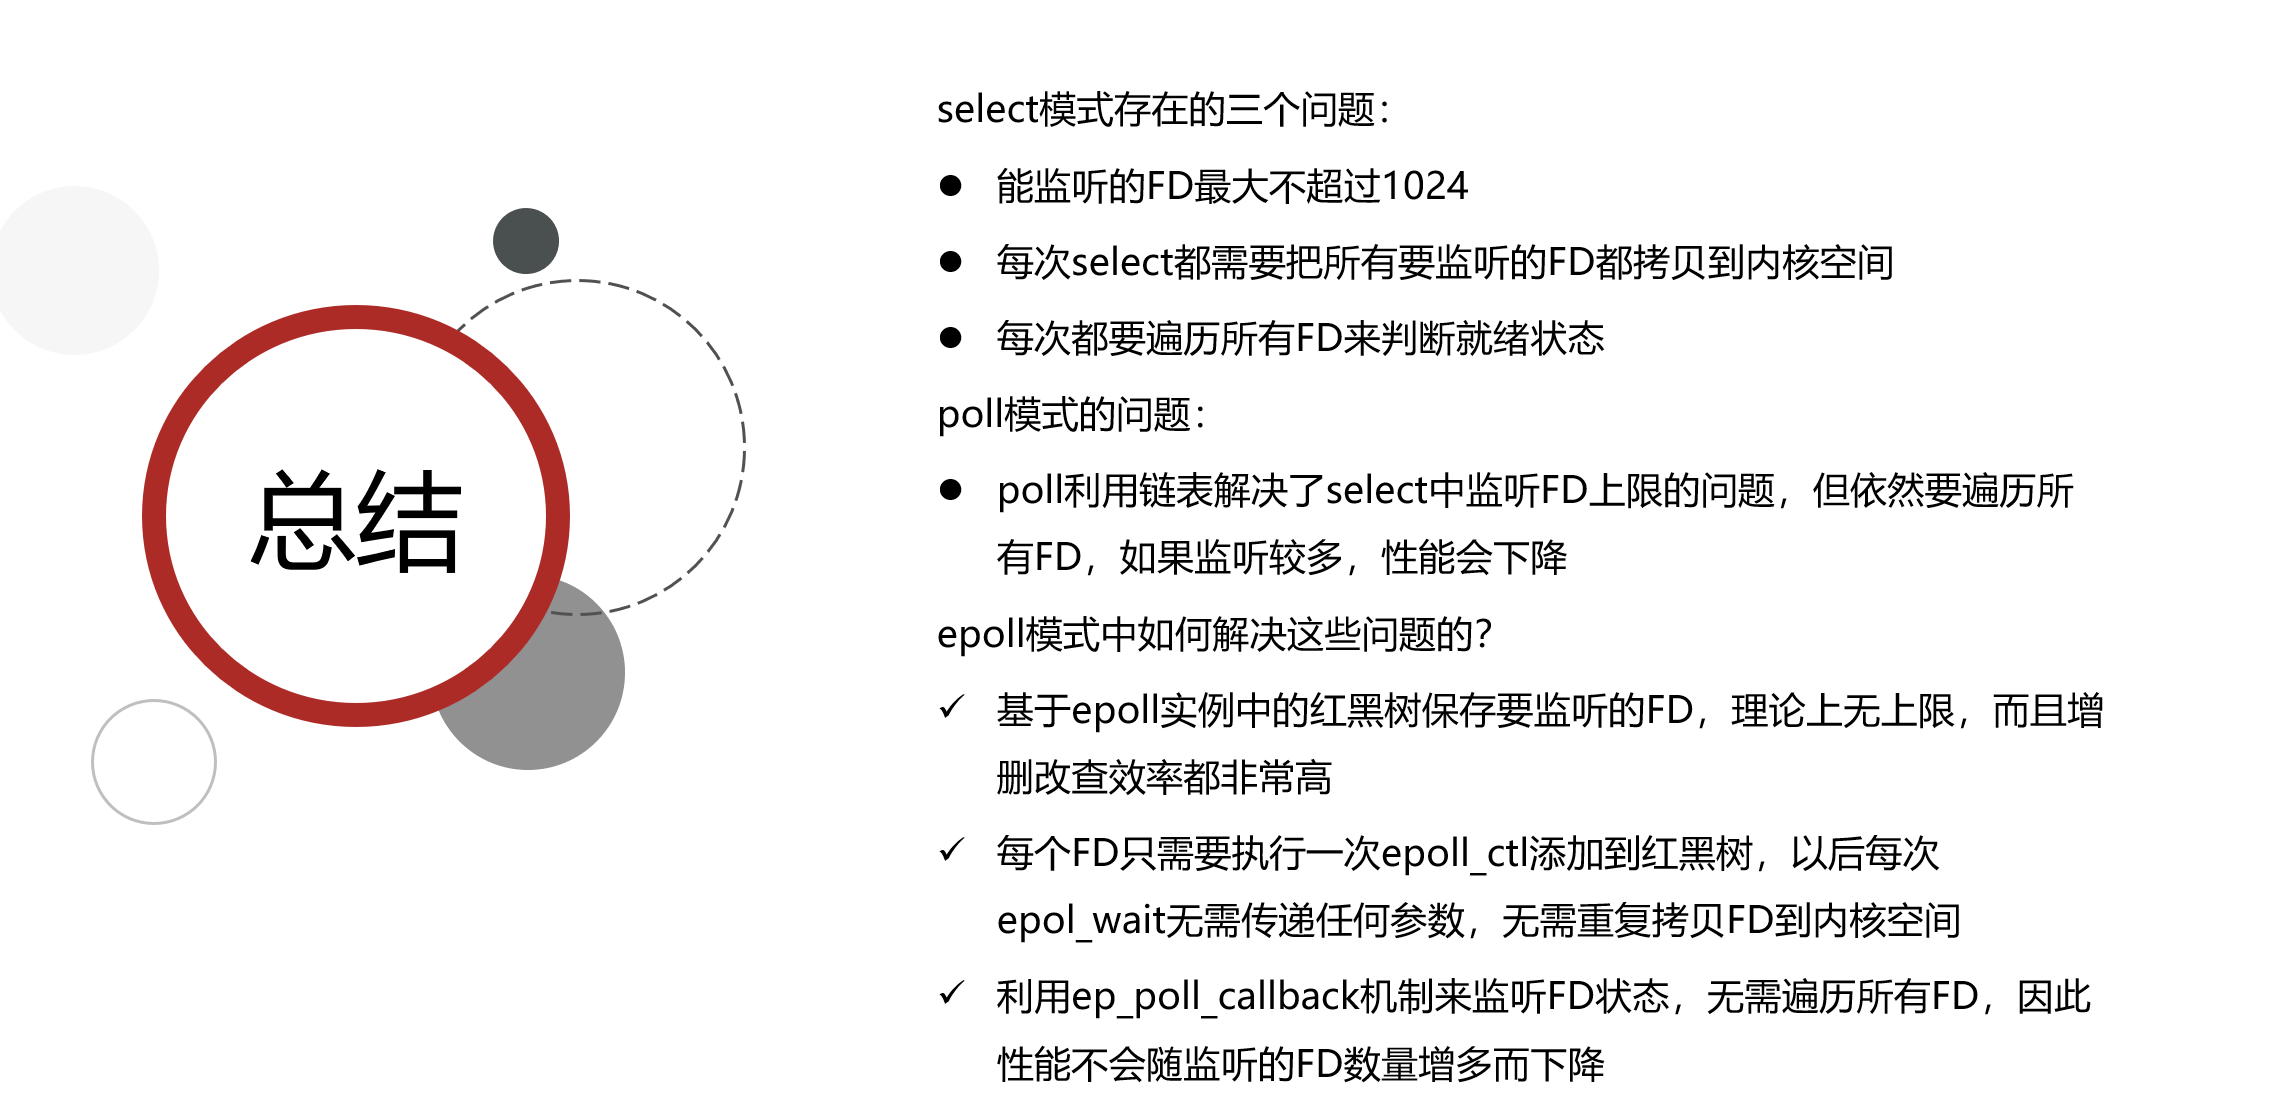 总结
select模式存在的三个问题：
● 能监听的FD最大不超过1024
● 每次select都需要把所有要监听的FD都拷贝到内核空间
● 每次都要遍历所有FD来判断就绪状态
poll模式的问题：
● poll利用链表解决了select中监听FD上限的问题，但依然要遍历所
有FD，如果监听较多，性能会下降
epoll模式中如何解决这些问题的？
✓ 基于epoll实例中的红黑树保存要监听的FD，理论上无上限，而且增
删改查效率都非常高
✓ 每个FD只需要执行一次epoll_ctl添加到红黑树，以后每次
epol_wait无需传递任何参数，无需重复拷贝FD到内核空间
✓ 利用ep_poll_callback机制来监听FD状态，无需遍历所有FD，因此
性能不会随监听的FD数量增多而下降